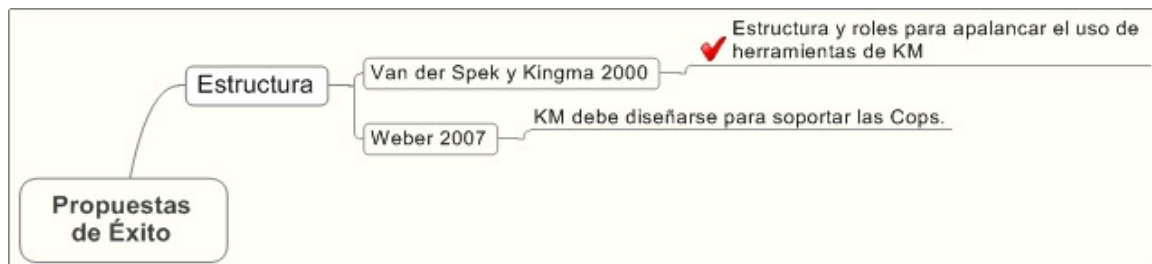 Estructura y roles para apalancar el uso de
herramientas de KM
Van der Spek y Kingma 2000
Estructura
KM debe diseñarse para soportar las Cops.
Weber 2007
Propuestas
de Éxito